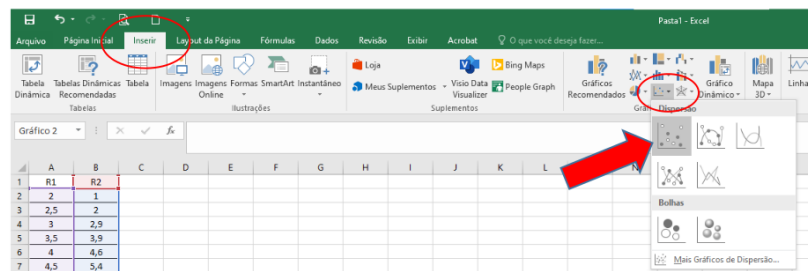 Pasta1 - Excel
Arquivo Página Inicial Inserir Layout da Página Fórmulas Dados Revisão Exibir Acrobat O que você deseja fazer...
Tabela Dinâmica
Tabelas Dinâmicas Recomendadas
Tabela
Imagens
Imagens Online
Formas
SmartArt
Instantâneo
Loja
Meus Suplementos
Visio Data Visualizer
Bing Maps
People Graph
Gráficos Recomendados
Gráfico Dinâmico
Mapa 3D
Linha
Tabelas
Ilustrações
Suplementos
Dispersão
Gráfico 2
fx
A B C D E F G H I J K L
1 R1 R2
2 2 1
3 2,5 2
4 3 2,9
5 3,5 3,9
6 4 4,6
7 4,5 5,4
Bolhas
Mais Gráficos de Dispersão...